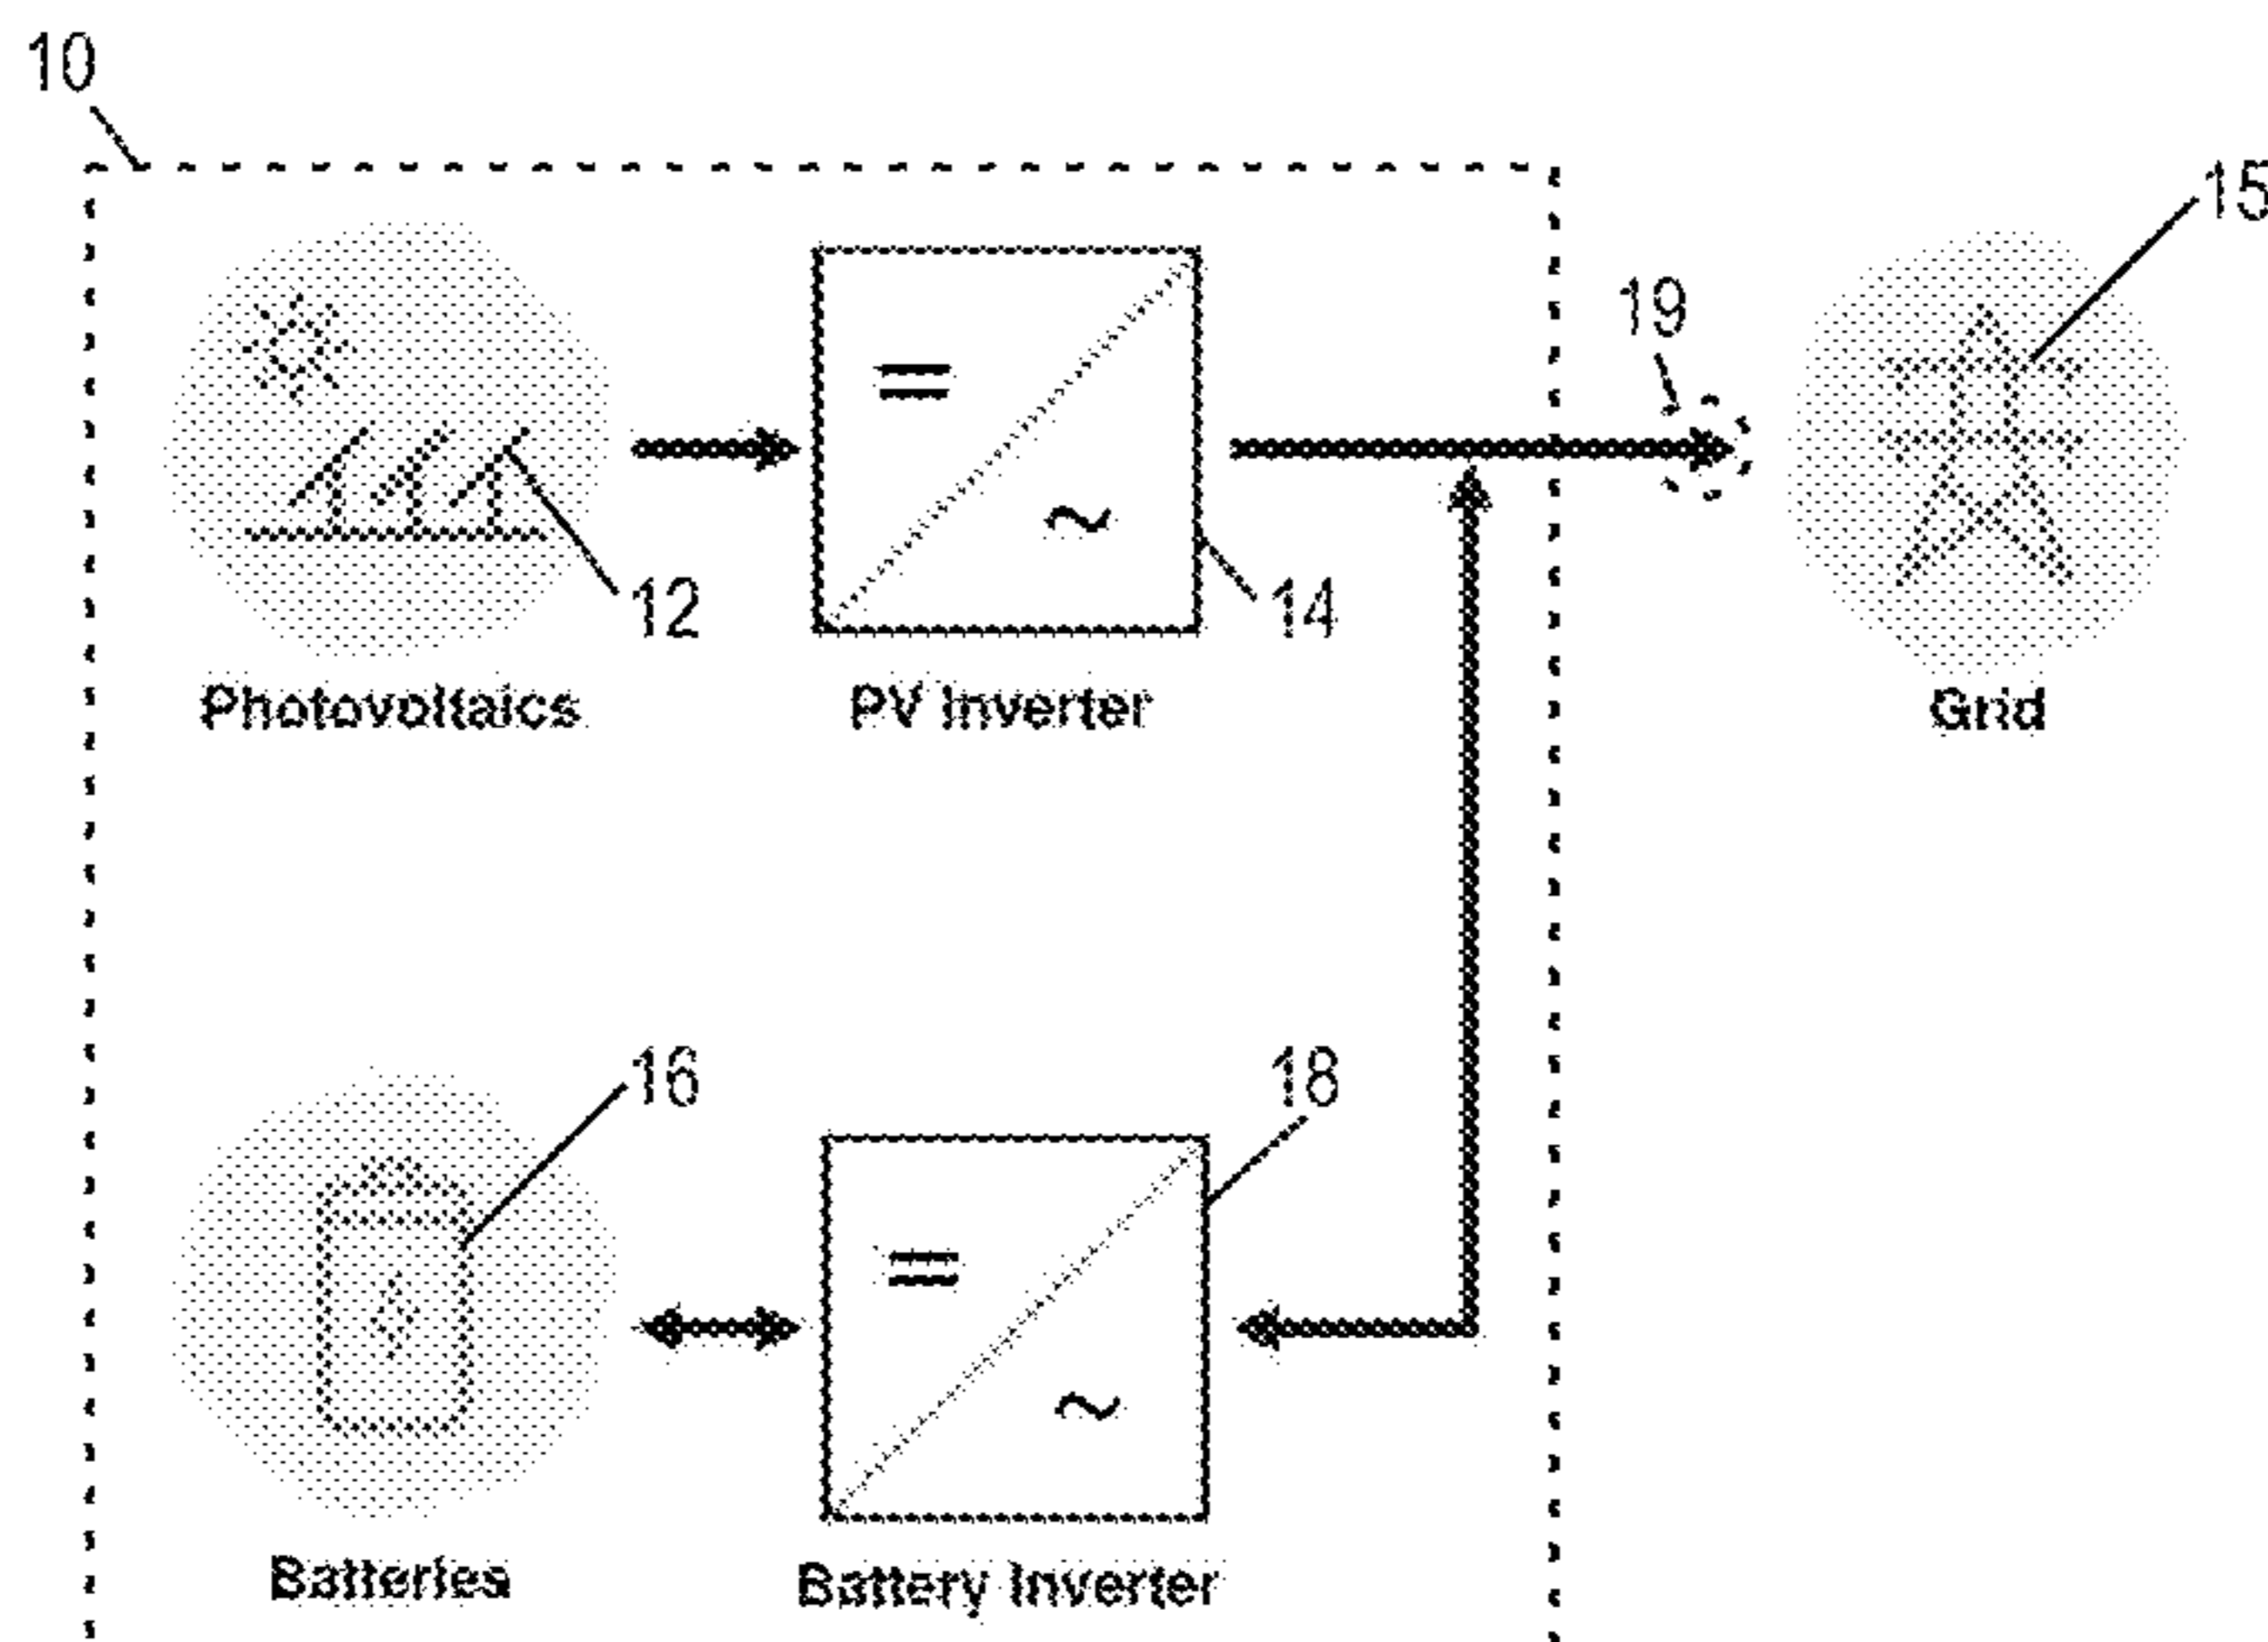 10
15
19
=
~
12
14
Photovoltaics
PV Inverter
Grid
16
18
=
~
Batteries
Battery Inverter